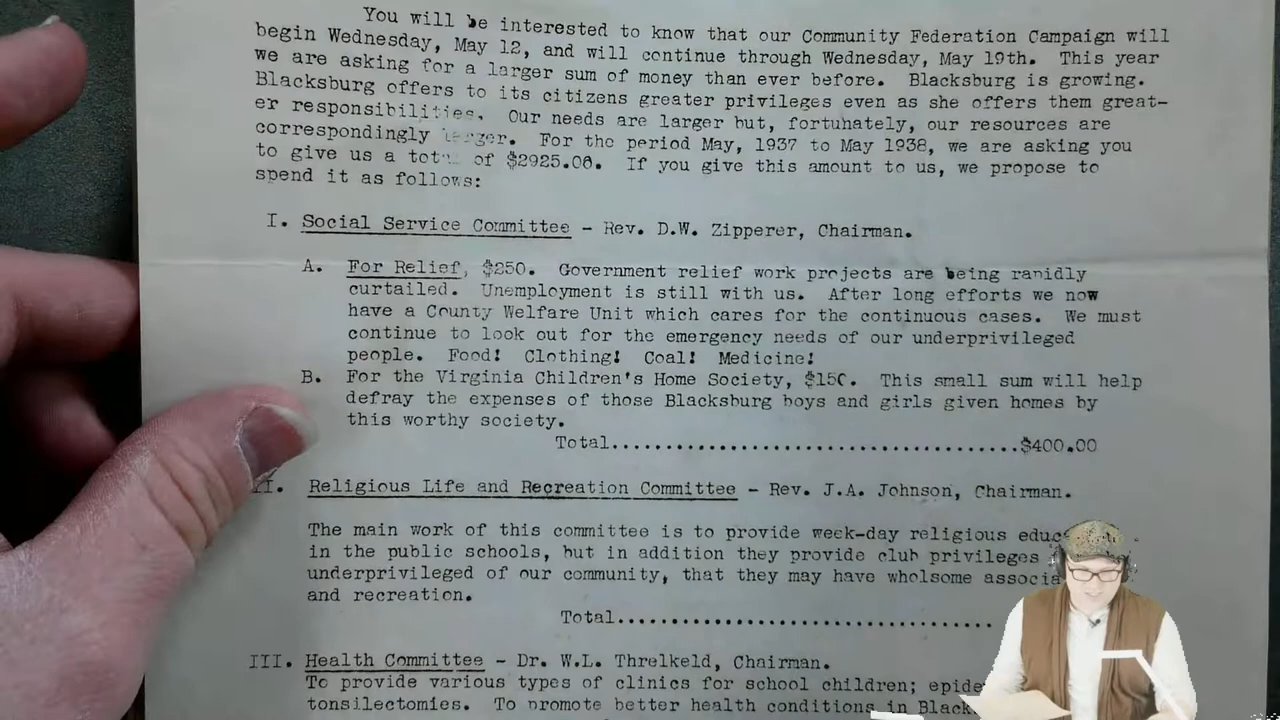 You will be interested to know that our Community Federation Campaign will
begin Wednesday, May 12, and will continue through Wednesday, May 19th. This year
we are asking for a larger sum of money than ever before. Blacksburg is growing.
Blacksburg offers to its citizens greater privileges even as she offers them great-
er responsibilities. Our needs are larger but, fortunately, our resources are
correspondingly larger. For the period May, 1937 to May 1938, we are asking you
to give us a total of $2925.00. If you give this amount to us, we propose to
spend it as follows:
I. Social Service Committee - Rev. D.W. Zipperer, Chairman.
A. For Relief, $250. Government relief work projects are being rapidly
curtailed. Unemployment is still with us. After long efforts we now
have a County Welfare Unit which cares for the continuous cases. We must
continue to look out for the emergency needs of our underprivileged
people. Food! Clothing! Coal! Medicine!
B. For the Virginia Children's Home Society, $150. This small sum will help
defray the expenses of those Blacksburg boys and girls given homes by
this worthy society.
Total....................................$400.00
II. Religious Life and Recreation Committee - Rev. J.A. Johnson, Chairman.
The main work of this committee is to provide week-day religious
in the public schools, but in addition they provide club privileges
underprivileged of our community, that they may have wholsome
and recreation.
Total.................................
III. Health Committee - Dr. W.L. Threlkeld, Chairman.
To provide various types of clinics for school children;
tonsilectomies. To promote better health conditions in